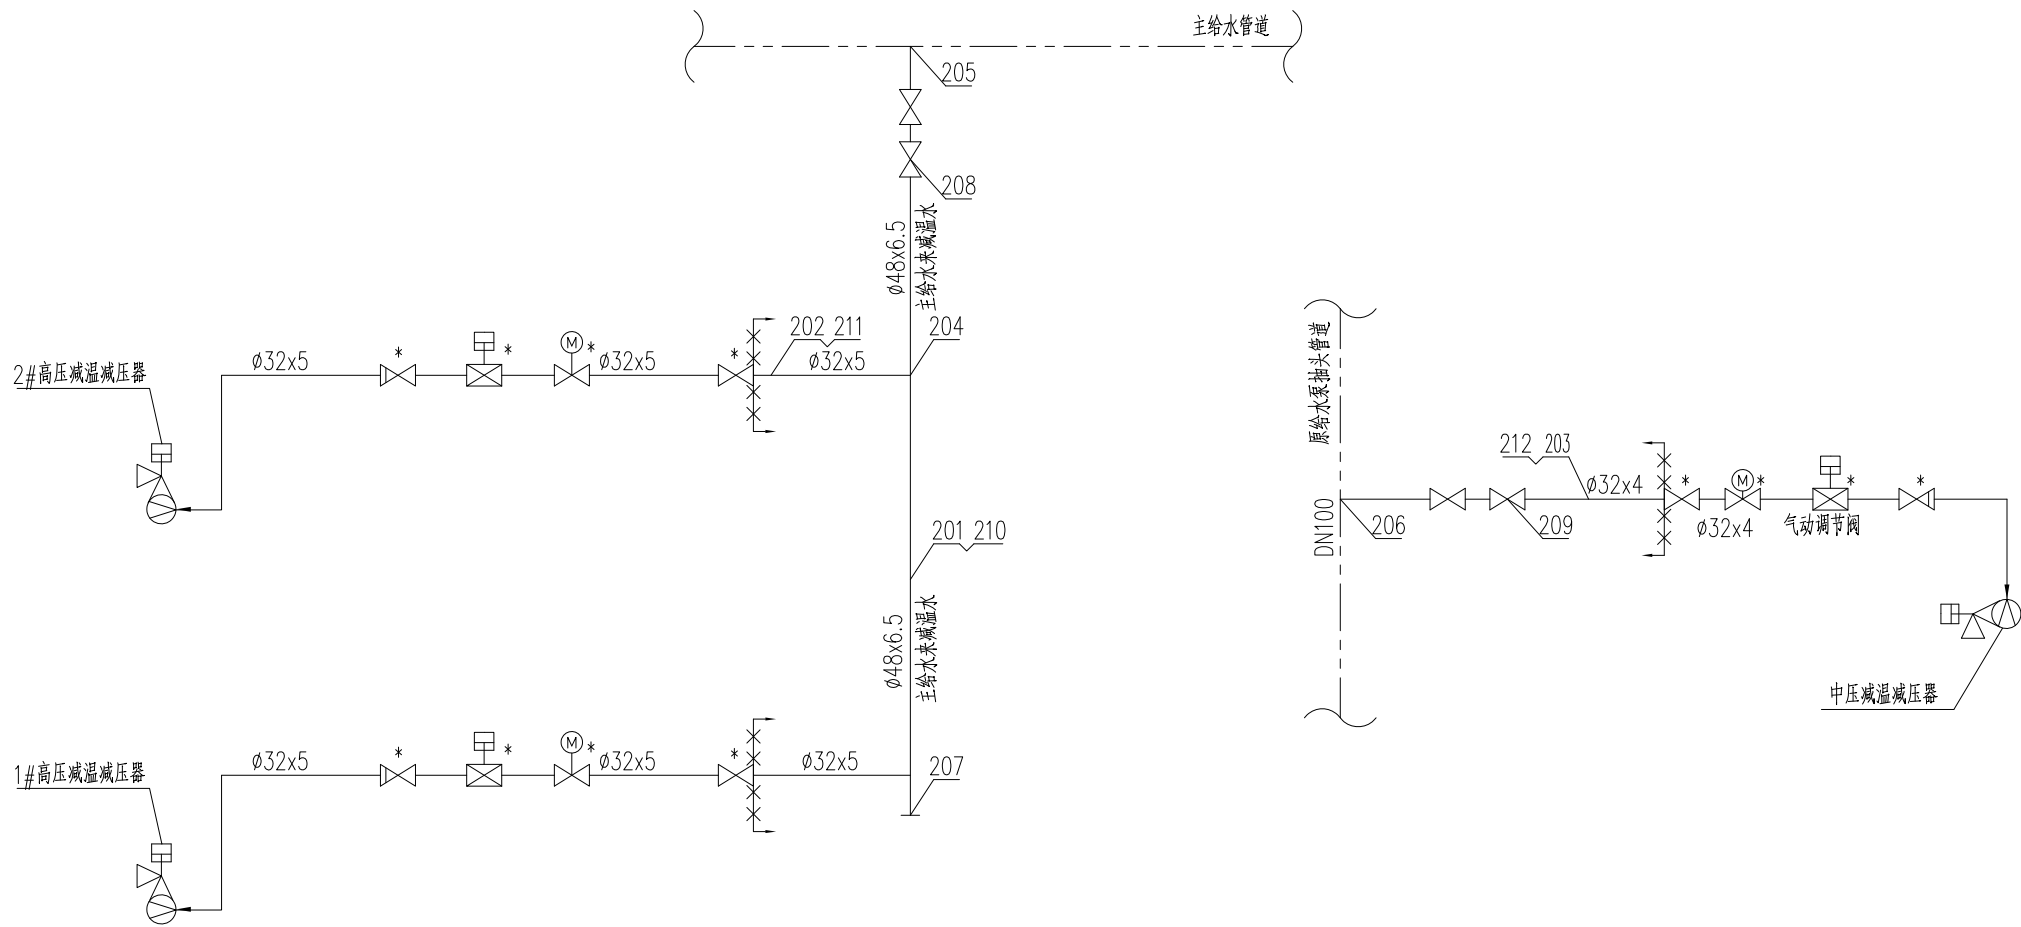 主给水管道
205
208
ø48x6.5
主给水来减温水
202 211
204
2#高压减温减压器
ø32x5
*
*
*
ø32x5
*
ø32x5
原给水泵抽头管道
212 203
ø32x4
*
*
*
*
DN100
206
209
ø32x4
气动调节阀
201 210
ø48x6.5
主给水来减温水
中压减温减压器
1#高压减温减压器
ø32x5
*
*
M
*
ø32x5
*
ø32x5
207
M
M